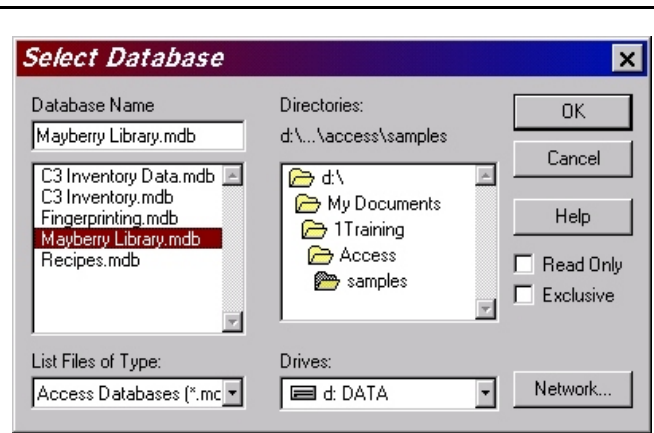 Select Database
Database Name
Mayberry Library.mdb
C3 Inventory Data.mdb
C3 Inventory.mdb
Fingerprinting.mdb
Mayberry Library.mdb
Recipes.mdb
List Files of Type:
Access Databases (*.mc
Directories:
d:\...\access\samples
d:\
My Documents
1Training
Access
samples
Drives:
d: DATA
OK
Cancel
Help
Read Only
Exclusive
Network...